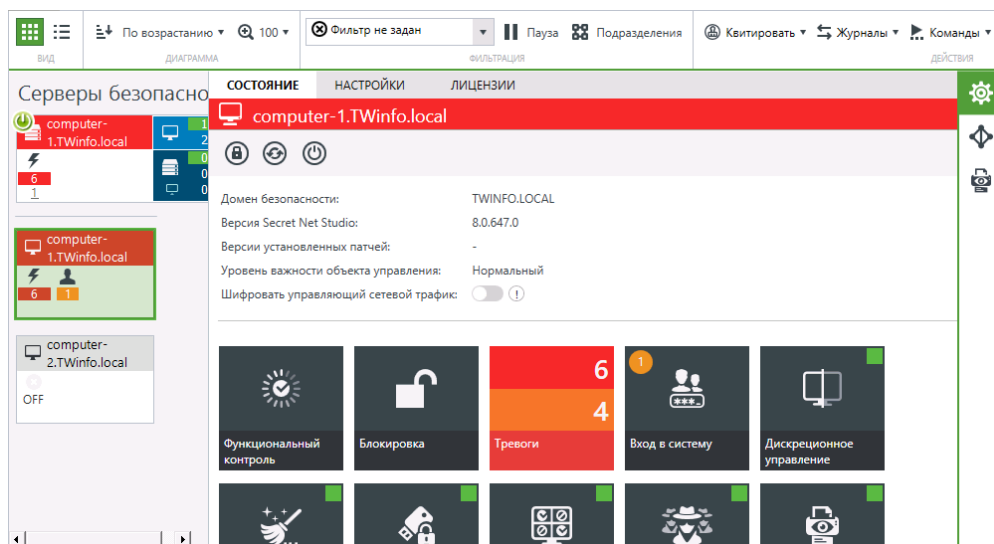 По возрастанию
100
Фильтр не задан
Пауза
Подразделения
Квитировать
Журналы
Команды
ВИД
ДИАГРАММА
ФИЛЬТРАЦИЯ
ДЕЙСТВИЯ
Серверы безопасно
computer-
1.TWinfo.local
1
2
0
0
0
6
1
computer-
1.TWinfo.local
6
1
computer-
2.TWinfo.local
OFF
СОСТОЯНИЕ
НАСТРОЙКИ
ЛИЦЕНЗИИ
computer-1.TWinfo.local
Домен безопасности:
TWINFO.LOCAL
Версия Secret Net Studio:
8.0.647.0
Версии установленных патчей:
-
Уровень важности объекта управления:
Нормальный
Шифровать управляющий сетевой трафик:
Функциональный
контроль
Блокировка
6
4
Тревоги
1
Вход в систему
Дискреционное
управление